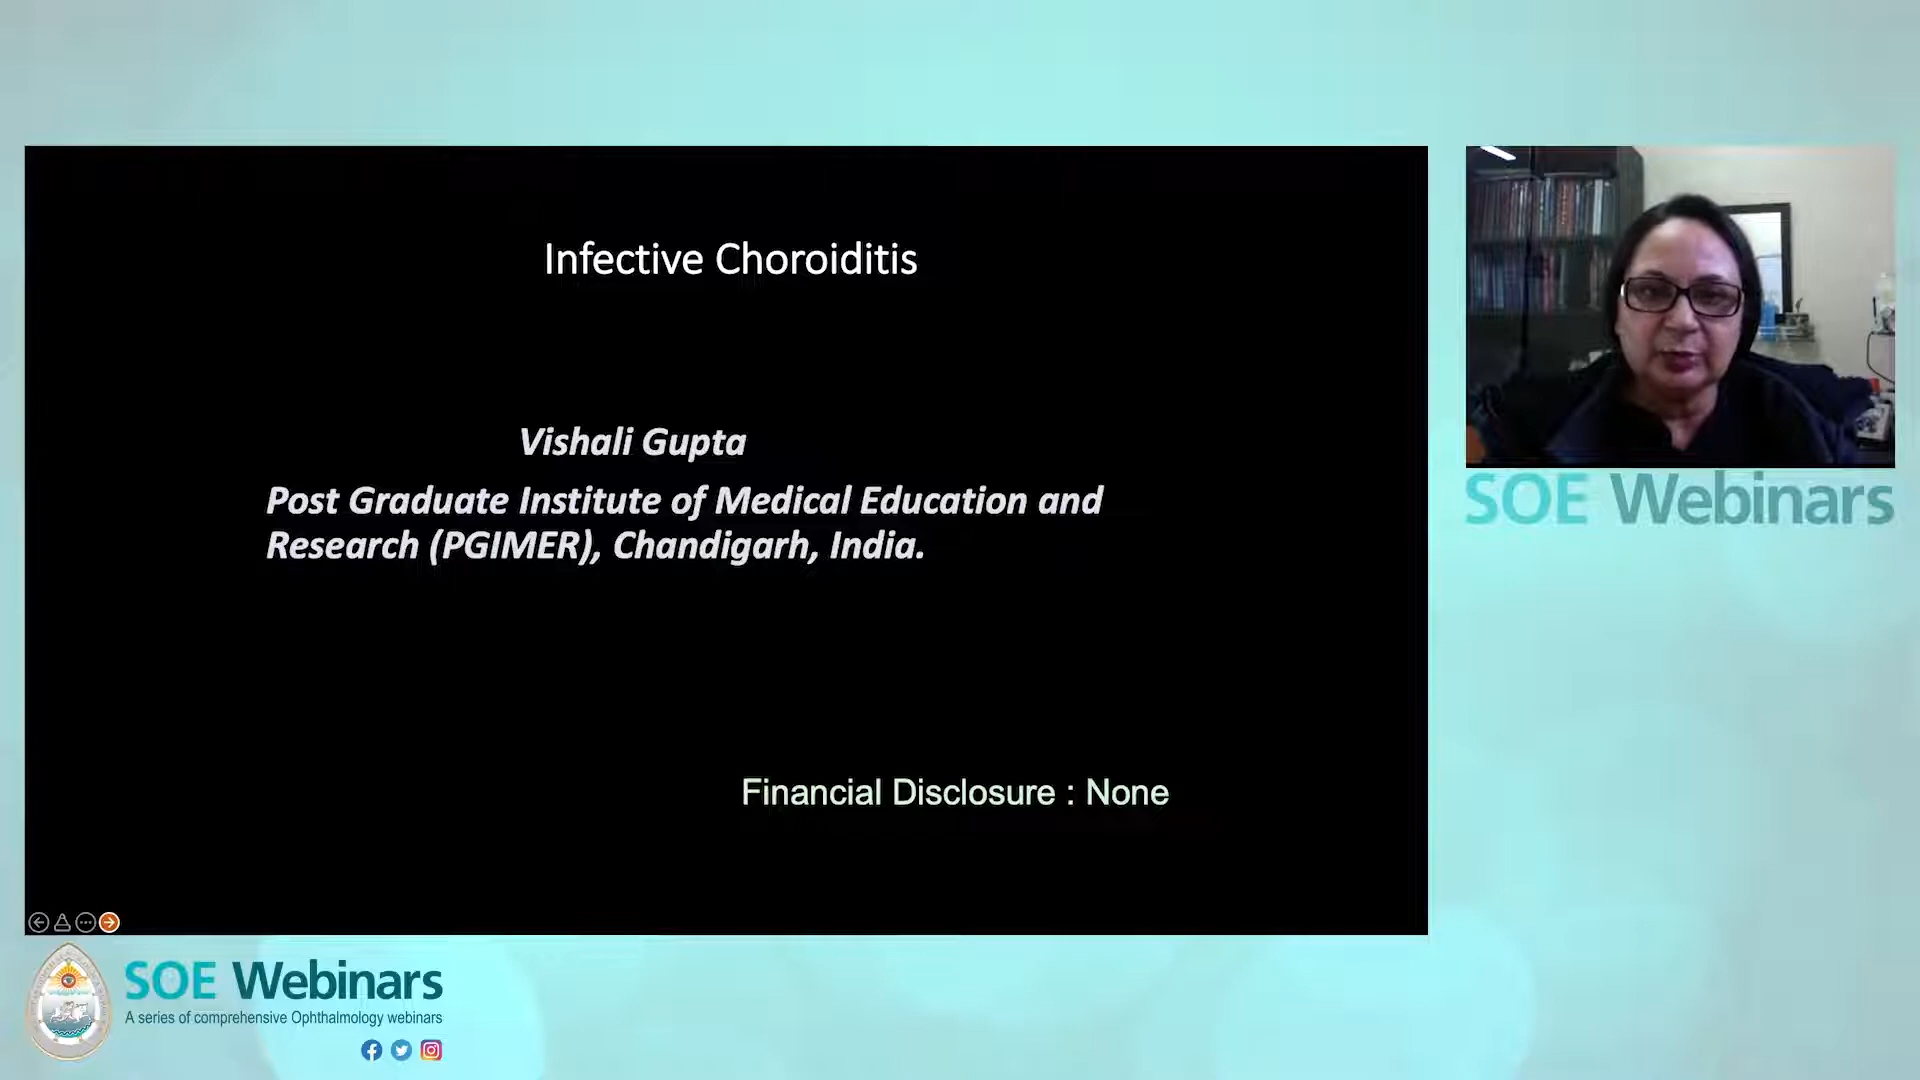 Infective Choroiditis
Vishali Gupta
Post Graduate Institute of Medical Education and
Research (PGIMER), Chandigarh, India.
Financial Disclosure : None
SOE Webinars
SOE Webinars
A series of comprehensive Ophthalmology webinars